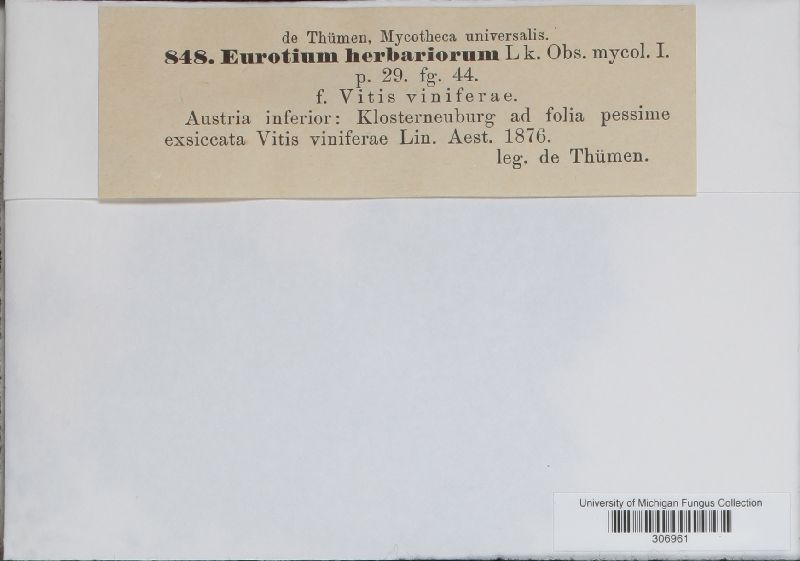 de Thümen, Mycotheca universalis.
848. Eurotium herbariorum Lk. Obs. mycol. I.
p. 29. fg. 44.
f. Vitis viniferae.
Austria inferior: Klosterneuburg ad folia pessime
exsiccata Vitis viniferae Lin. Aest. 1876.
leg. de Thümen.
University of Michigan Fungus Collection
306961